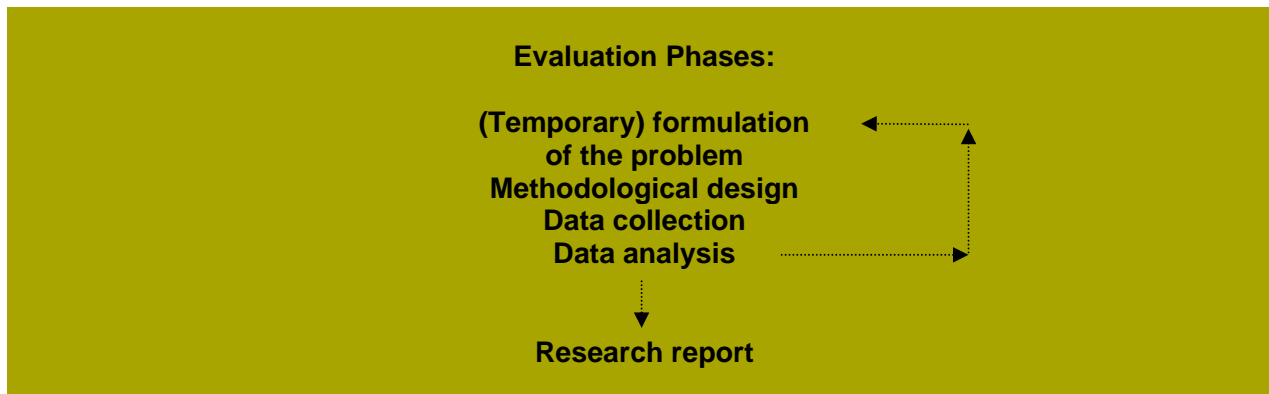 Evaluation Phases:
(Temporary) formulation
of the problem
Methodological design
Data collection
Data analysis
Research report